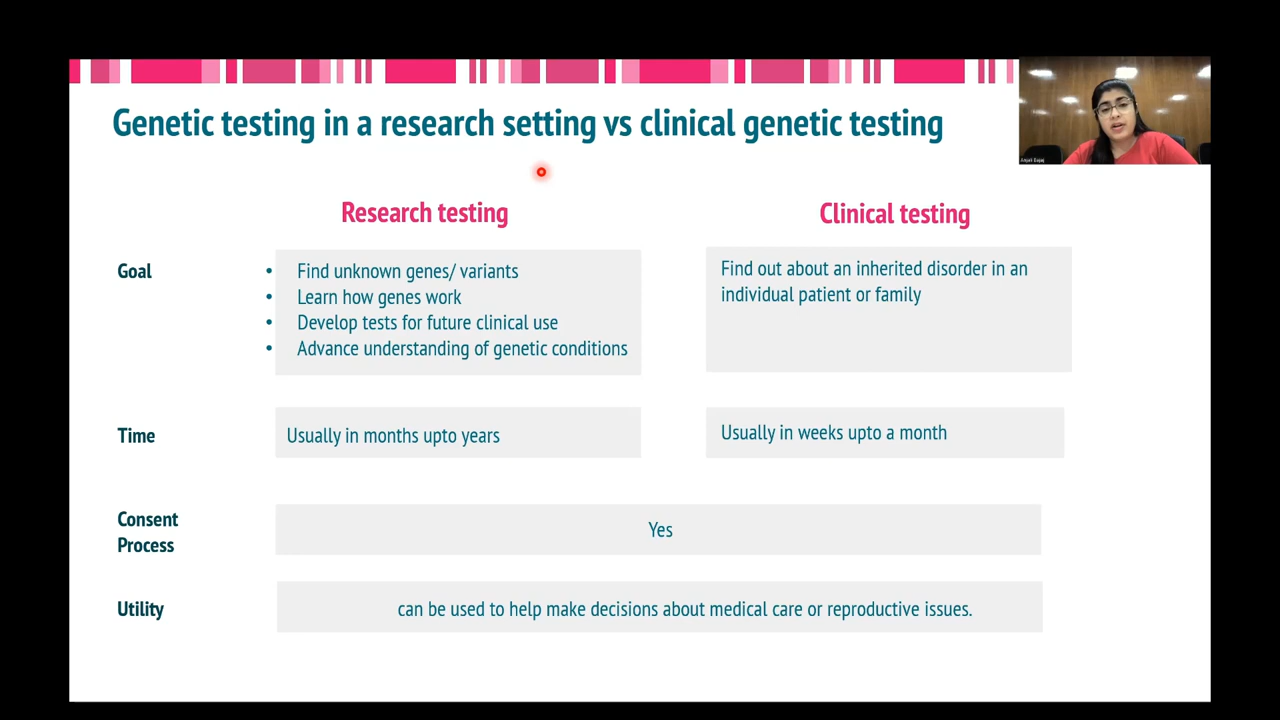 Genetic testing in a research setting vs clinical genetic testing
Anjali Bajaj
Research testing
Clinical testing
Goal
• Find unknown genes/ variants
• Learn how genes work
• Develop tests for future clinical use
• Advance understanding of genetic conditions
Find out about an inherited disorder in an
individual patient or family
Time
Usually in months upto years
Usually in weeks upto a month
Consent
Process
Yes
Utility
can be used to help make decisions about medical care or reproductive issues.